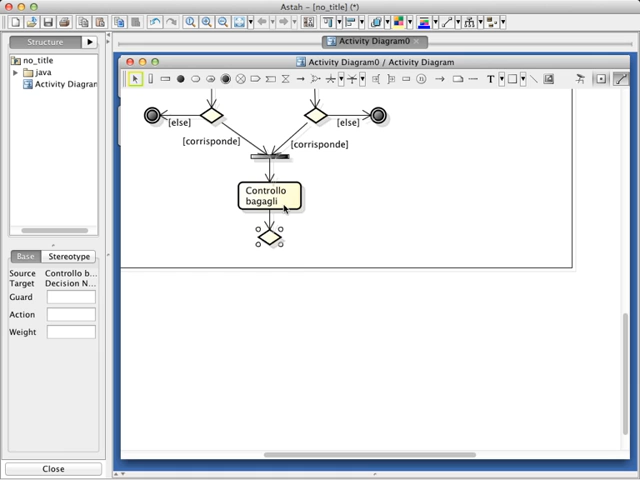 Astah - [no_title] (*)
Structure
Activity Diagram0
no_title
java
Activity Diagram
Activity Diagram0 / Activity Diagram
T
[else]
[else]
[corrisponde]
[corrisponde]
Controllo
bagagli
Base
Stereotype
Source Controllo b...
Target Decision N...
Guard
Action
Weight
Close